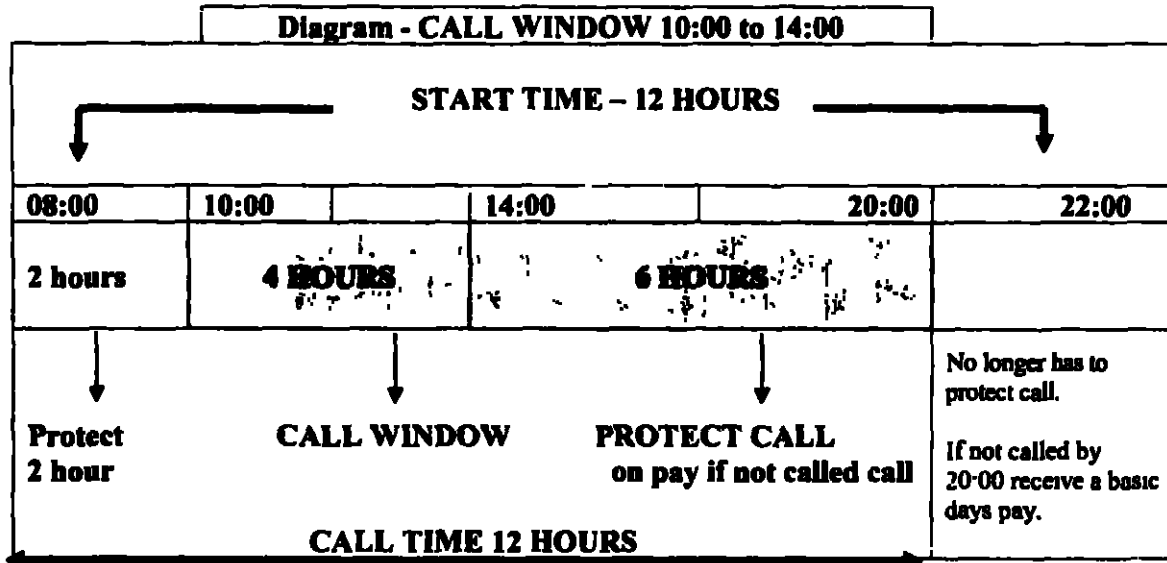 Diagram - CALL WINDOW 10:00 to 14:00
START TIME – 12 HOURS
08:00 10:00 14:00 20:00 22:00
2 hours 4 HOURS 6 HOURS
No longer has to
protect call.
Protect CALL WINDOW PROTECT CALL
2 hour on pay if not called call
If not called by
20:00 receive a basic
days pay.
CALL TIME 12 HOURS